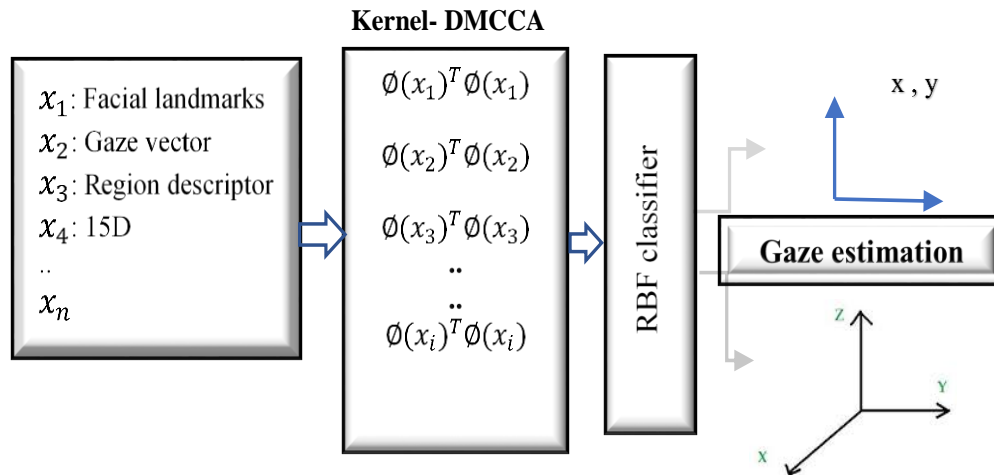 Kernel- DMCCA
x₁: Facial landmarks
x₂: Gaze vector
x₃: Region descriptor
x₄: 15D
..
xₙ
∅(x₁)ᵀ∅(x₁)
∅(x₂)ᵀ∅(x₂)
∅(x₃)ᵀ∅(x₃)
..
..
∅(xᵢ)ᵀ∅(xᵢ)
RBF classifier
x , y
Gaze estimation
Z
Y
X